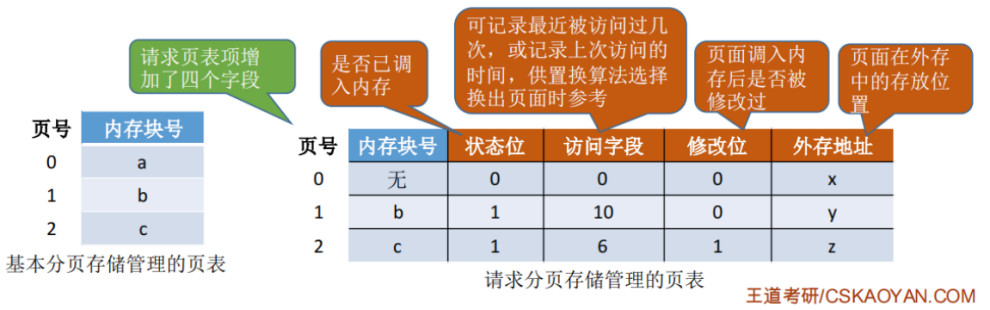 请求页表项增
加了四个字段
是否已调
入内存
可记录最近被访问过几
次，或记录上次访问的
时间，供置换算法选择
换出页面时参考
页面调入内
存后是否被
修改过
页面在外存
中的存放位
置
页号 内存块号
0 a
1 b
2 c
基本分页存储管理的页表
页号 内存块号 状态位 访问字段 修改位 外存地址
0 无 0 0 0 x
1 b 1 10 0 y
2 c 1 6 1 z
请求分页存储管理的页表
王道考研/CSKAOYAN.COM